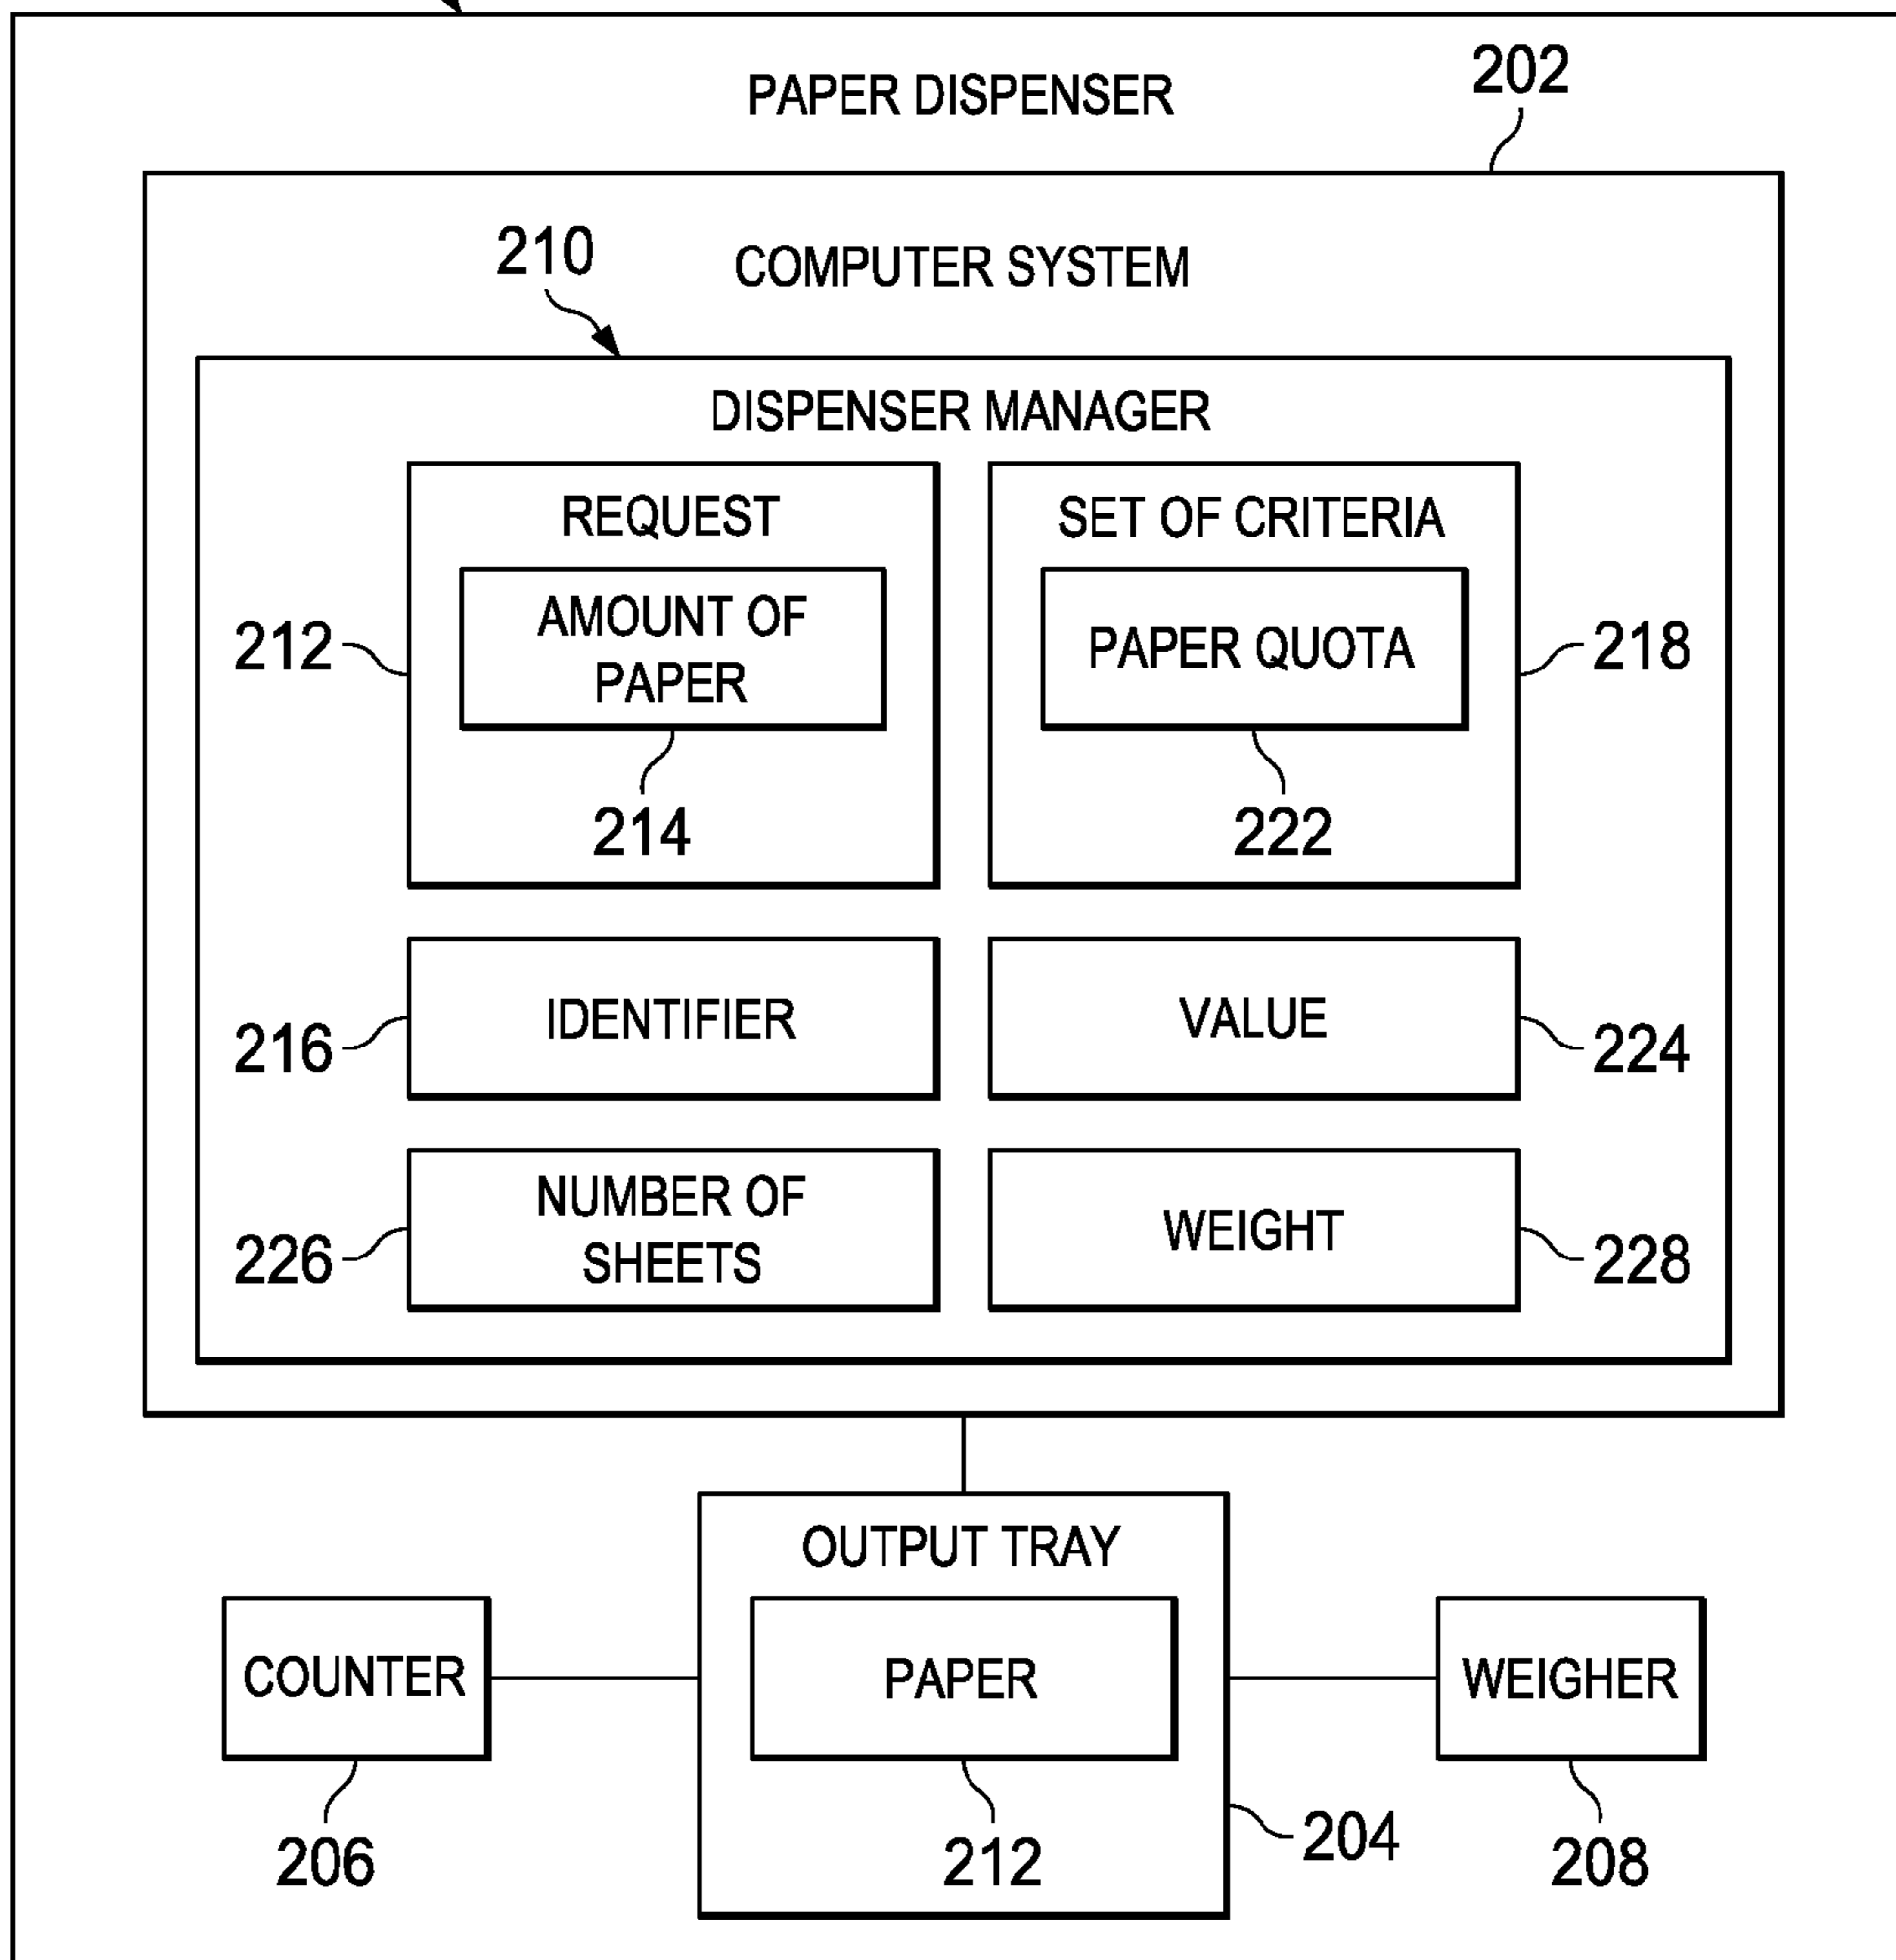 PAPER DISPENSER
202
COMPUTER SYSTEM
210
DISPENSER MANAGER
REQUEST
AMOUNT OF
PAPER
212
214
SET OF CRITERIA
PAPER QUOTA
218
222
IDENTIFIER
216
VALUE
224
NUMBER OF
SHEETS
226
WEIGHT
228
OUTPUT TRAY
COUNTER
PAPER
WEIGHER
206
212
204
208